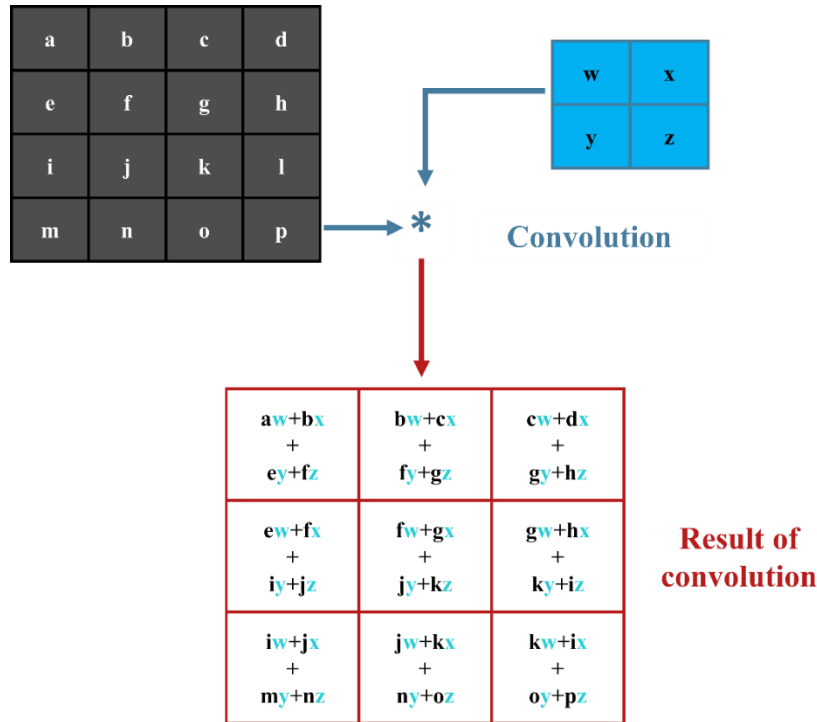 a b c d
e f g h
i j k l
m n o p
w x
y z
*
Convolution
aw+bx bw+cx cw+dx
+ + +
ey+fz fy+gz gy+hz
ew+fx fw+gx gw+hx
+ + +
iy+jz jy+kz ky+iz
iw+jx jw+kx kw+ix
+ + +
my+nz ny+oz oy+pz
Result of
convolution